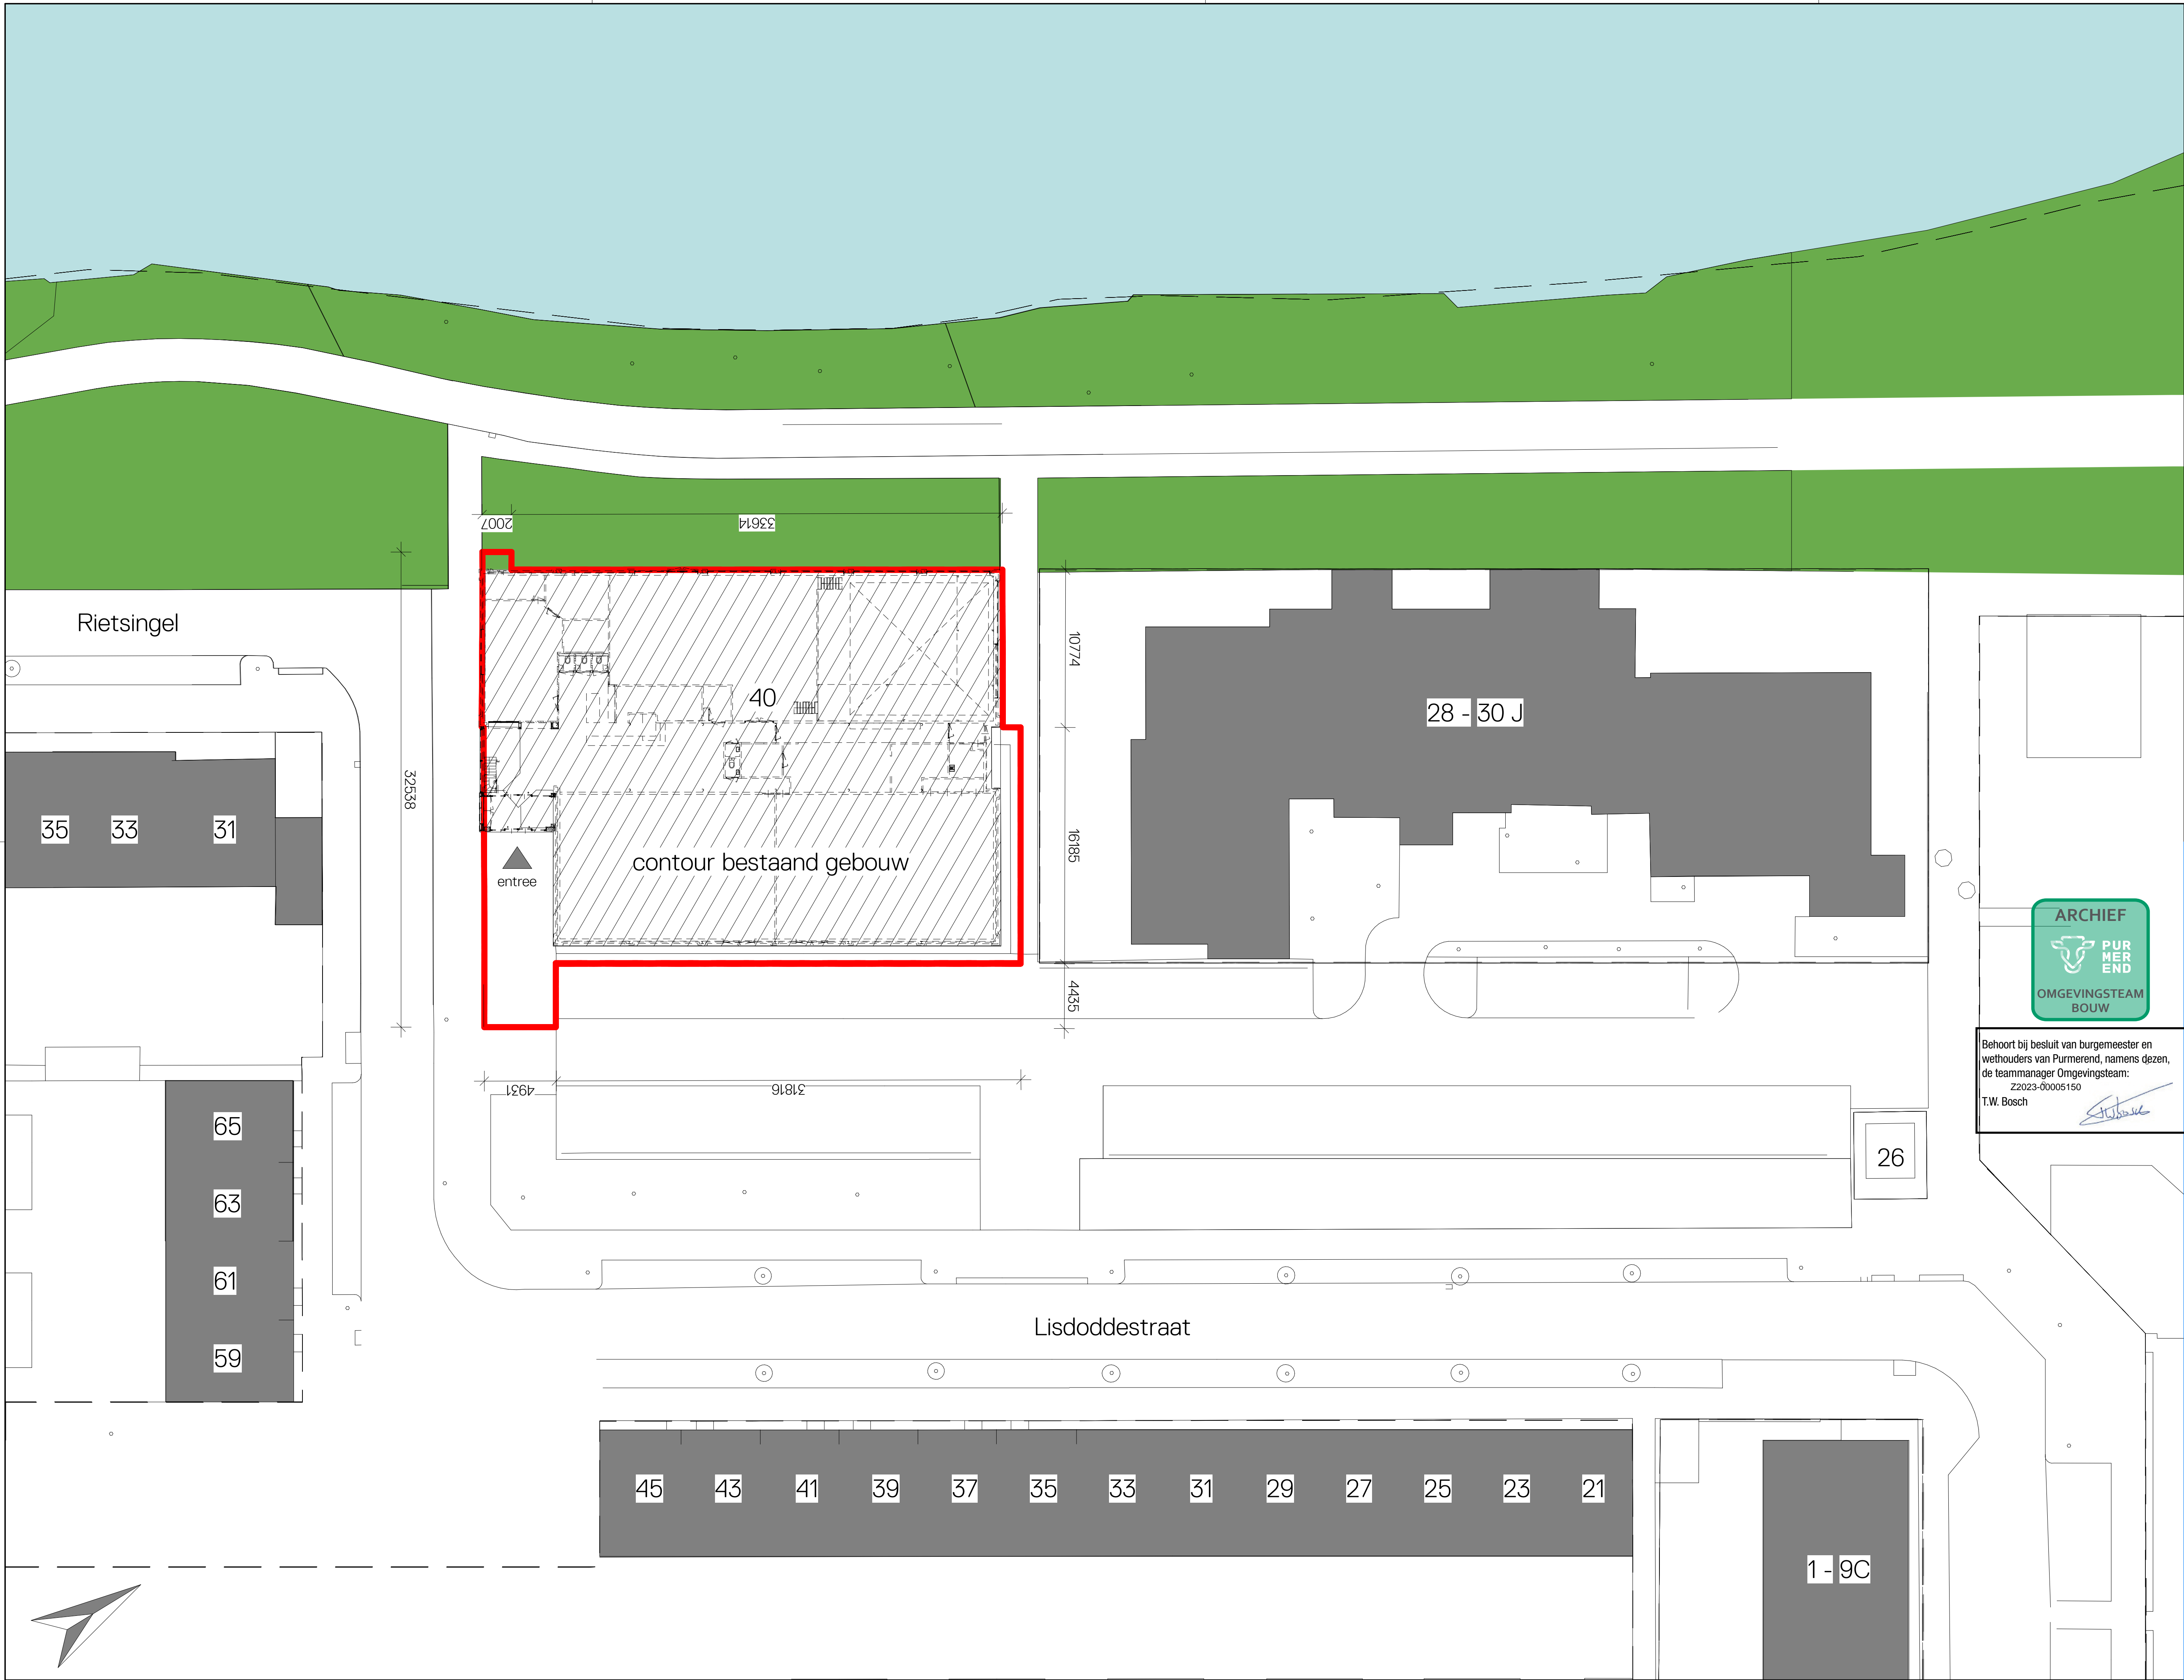 2007
33614
Rietsingel
10774
40
28 - 30 J
32538
35
33
31
16185
contour bestaand gebouw
entree
ARCHIEF
PUR
MER
END
OMGEVINGSTEAM
BOUW
4435
Behoort bij besluit van burgemeester en
wethouders van Purmerend, namens dezen,
de teammanager Omgevingsteam:
Z2023-00005150
T.W. Bosch
4931
31816
65
26
63
61
Lisdoddestraat
59
45
43
41
39
37
35
33
31
29
27
25
23
21
1 - 9C